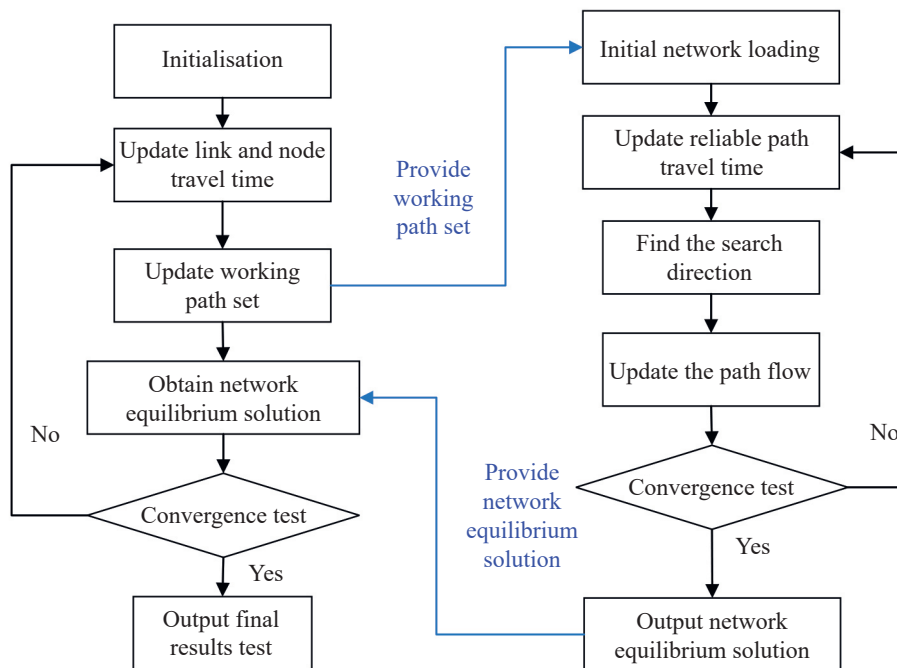 Initialisation
Update link and node
travel time
Update working
path set
Obtain network
equilibrium solution
No
Convergence test
Yes
Output final
results test
Provide
working
path set
Provide
network
equilibrium
solution
Initial network loading
Update reliable path
travel time
Find the search
direction
Update the path flow
No
Convergence test
Yes
Output network
equilibrium solution